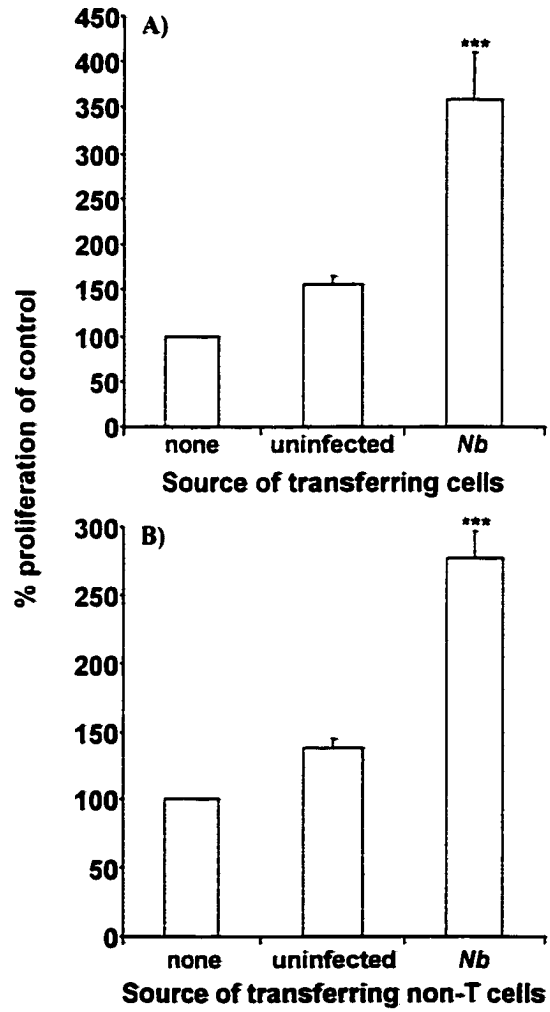 % proliferation of control
A)
450
400
350
300
250
200
150
100
50
0
***
none uninfected Nb
Source of transferring cells
B)
300
250
200
150
100
50
0
***
none uninfected Nb
Source of transferring non-T cells